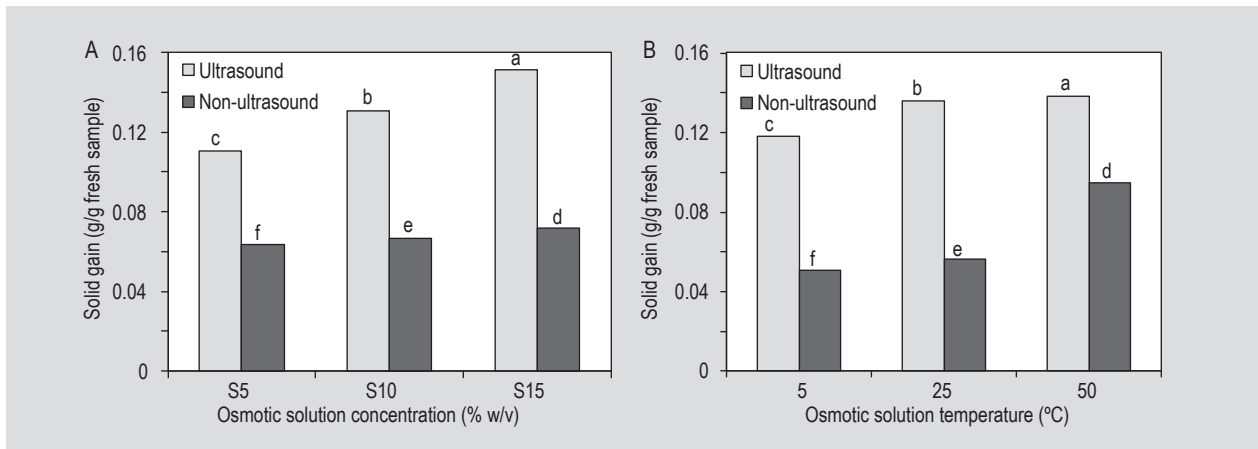 A
Solid gain (g/g fresh sample)
0.16
0.12
0.08
0.04
0
Ultrasound
Non-ultrasound
c
f
b
e
a
d
S5 S10 S15
Osmotic solution concentration (% w/v)
B
Solid gain (g/g fresh sample)
0.16
0.12
0.08
0.04
0
Ultrasound
Non-ultrasound
c
f
b
e
a
d
5 25 50
Osmotic solution temperature (ºC)